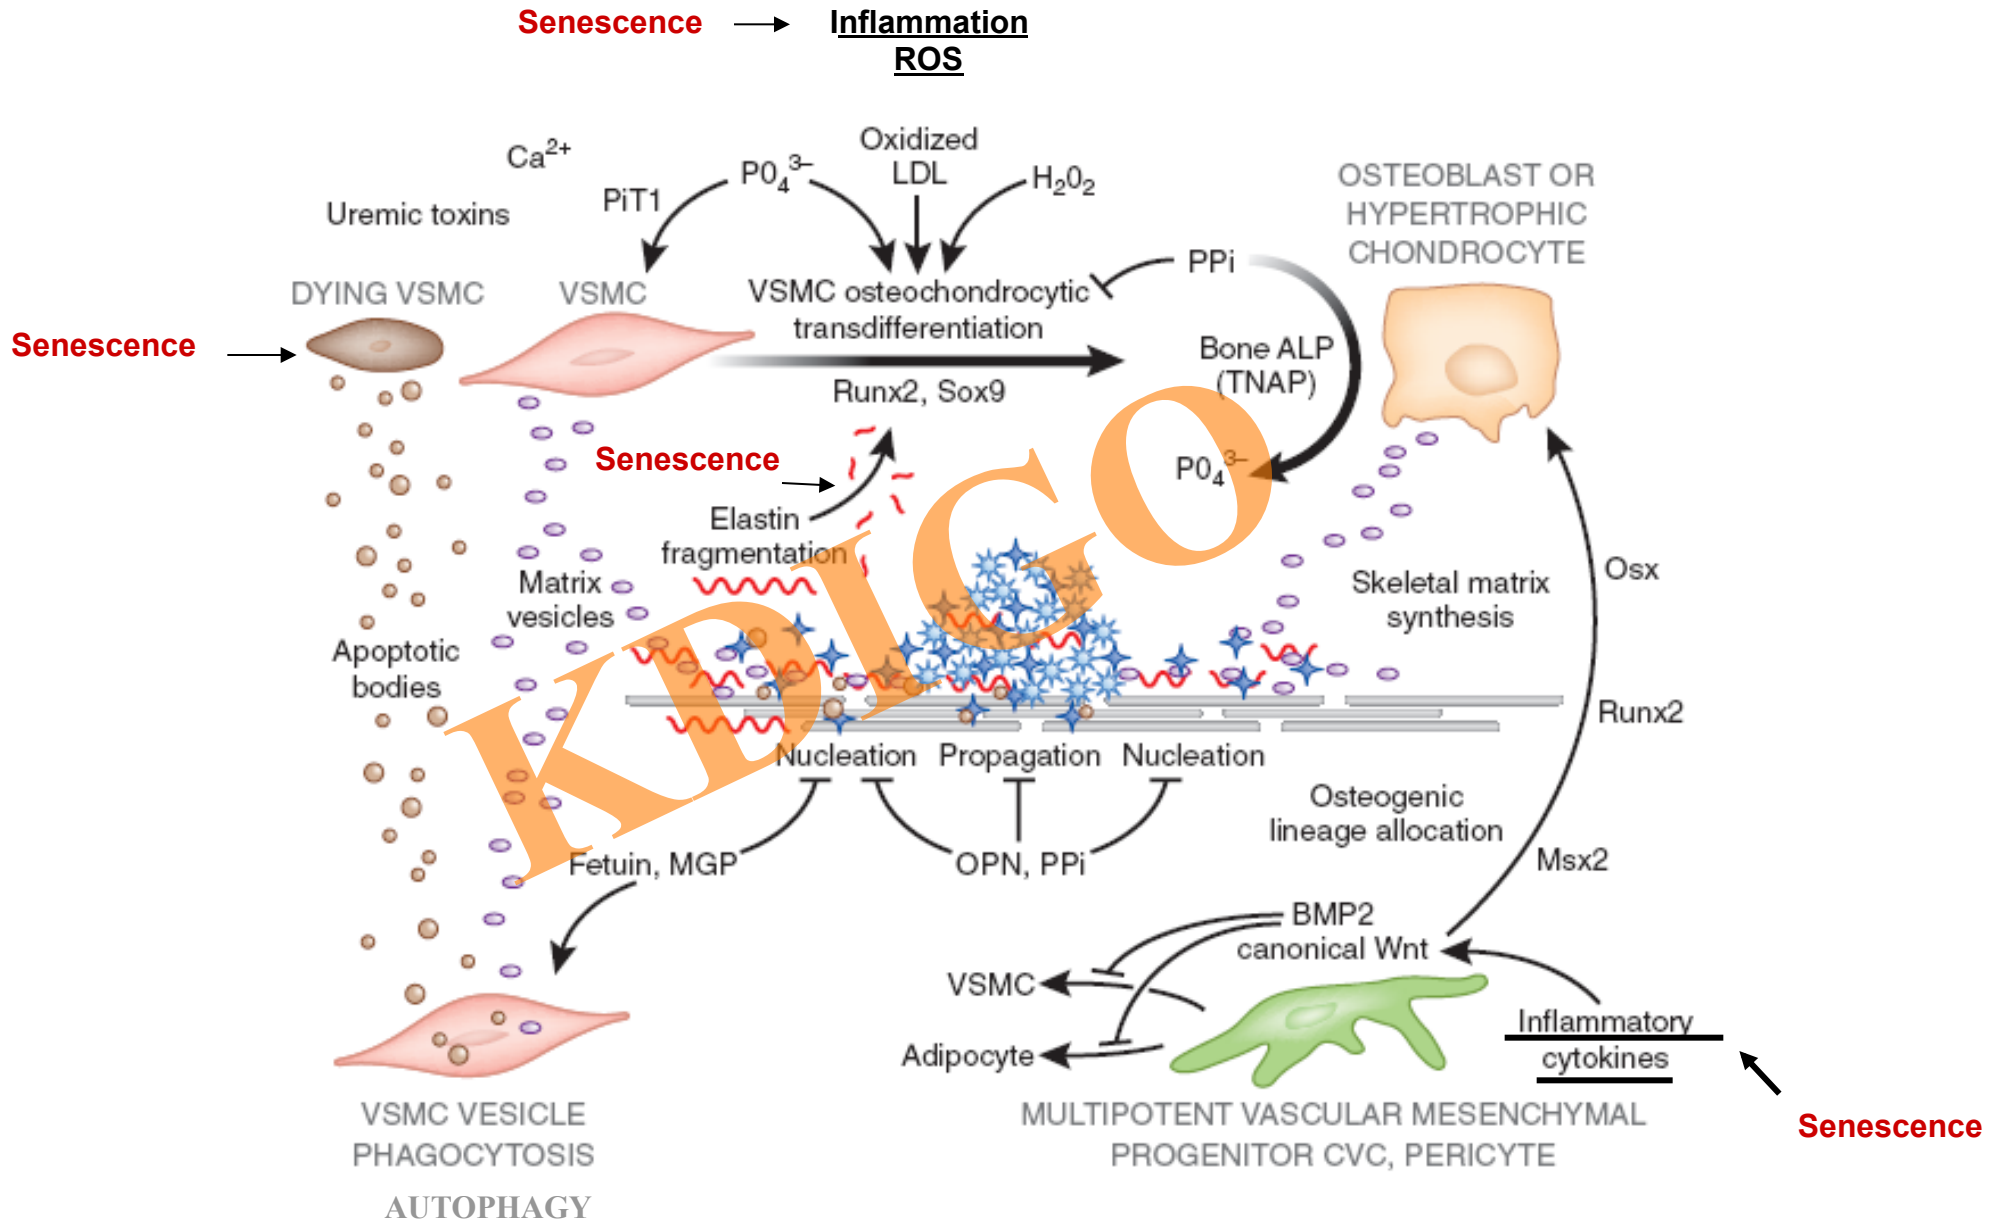 Senescence
Inflammation
ROS
Oxidized
LDL
Ca2+
PO43–
H2O2
PiT1
Uremic toxins
OSTEOBLAST OR
HYPERTROPHIC
CHONDROCYTE
PPi
DYING VSMC
VSMC
VSMC osteochondrocytic
transdifferentiation
Senescence
Bone ALP
(TNAP)
Runx2, Sox9
Senescence
PO43–
Elastin
fragmentation
KDIGO
Matrix
vesicles
Skeletal matrix
synthesis
Osx
Apoptotic
bodies
Runx2
Nucleation
Propagation
Nucleation
Osteogenic
lineage allocation
Fetuin, MGP
OPN, PPi
Msx2
BMP2
canonical Wnt
VSMC
Adipocyte
Inflammatory
cytokines
VSMC VESICLE
PHAGOCYTOSIS
AUTOPHAGY
MULTIPOTENT VASCULAR MESENCHYMAL
PROGENITOR CVC, PERICYTE
Senescence